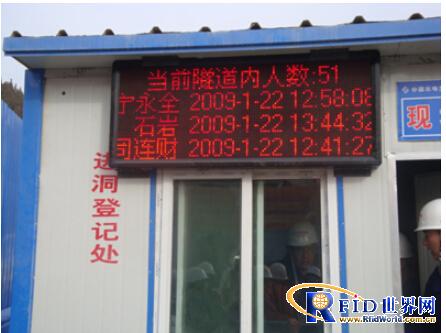 当前隧道内人数:51
宁永全 2009-1-22 12:58:08
石岩 2009-1-22 13:44:32
司连财 2009-1-22 12:41:27
进洞登记处
现
RFID世界网
www.RfidWorld.com.cn